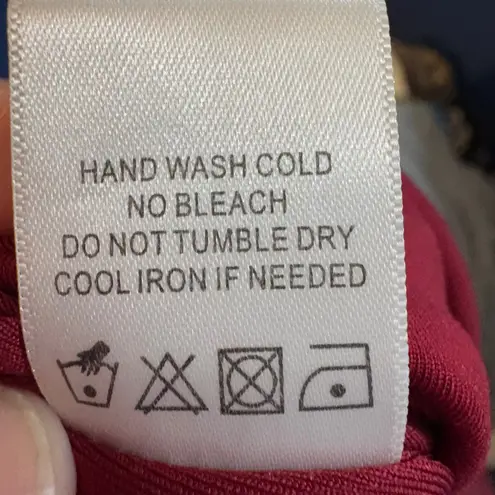 HAND WASH COLD
NO BLEACH
DO NOT TUMBLE DRY
COOL IRON IF NEEDED